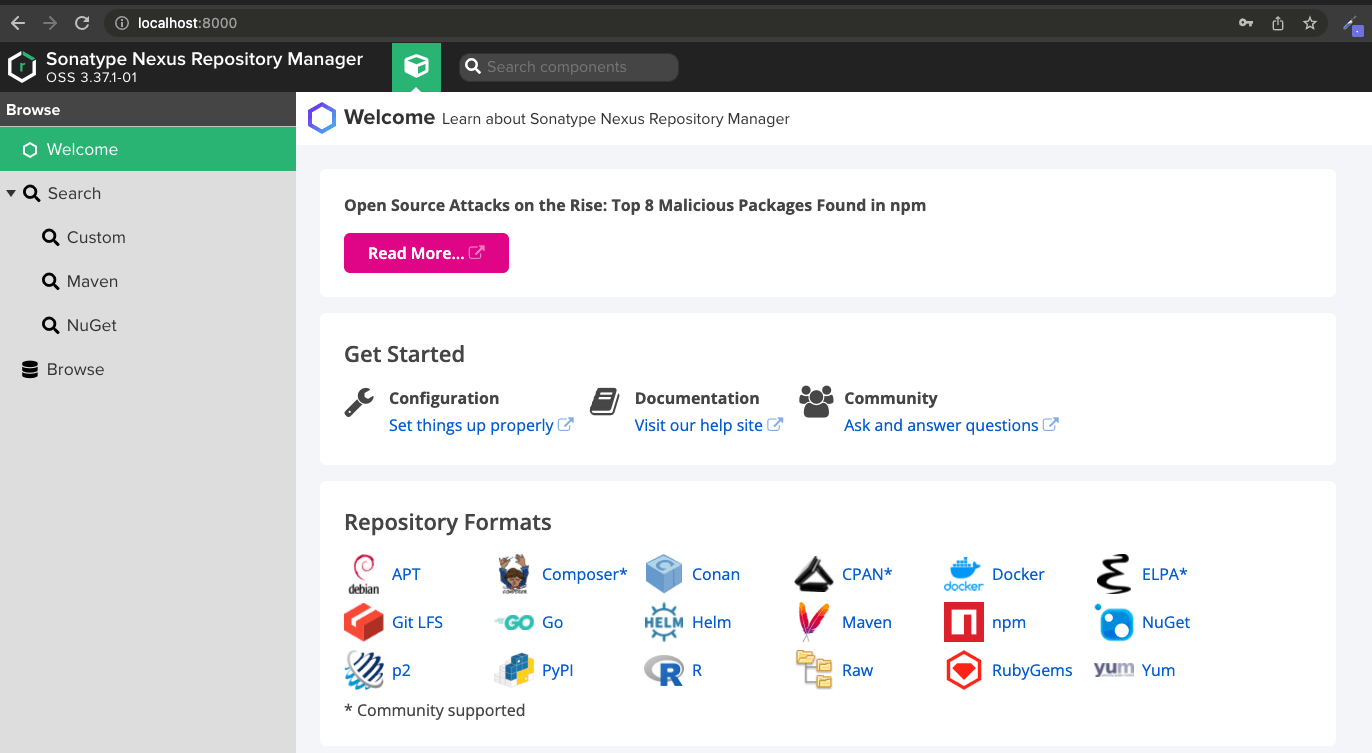 localhost:8000
Sonatype Nexus Repository Manager
OSS 3.37.1-01
Search components
Browse
Welcome
Search
Custom
Maven
NuGet
Browse
Welcome Learn about Sonatype Nexus Repository Manager
Open Source Attacks on the Rise: Top 8 Malicious Packages Found in npm
Read More...
Get Started
Configuration
Set things up properly
Documentation
Visit our help site
Community
Ask and answer questions
Repository Formats
debian APT
Composer*
Conan
CPAN*
docker Docker
ELPA*
Git LFS
GO Go
HELM Helm
Maven
npm
NuGet
p2
PyPI
R R
Raw
RubyGems
yum Yum
* Community supported